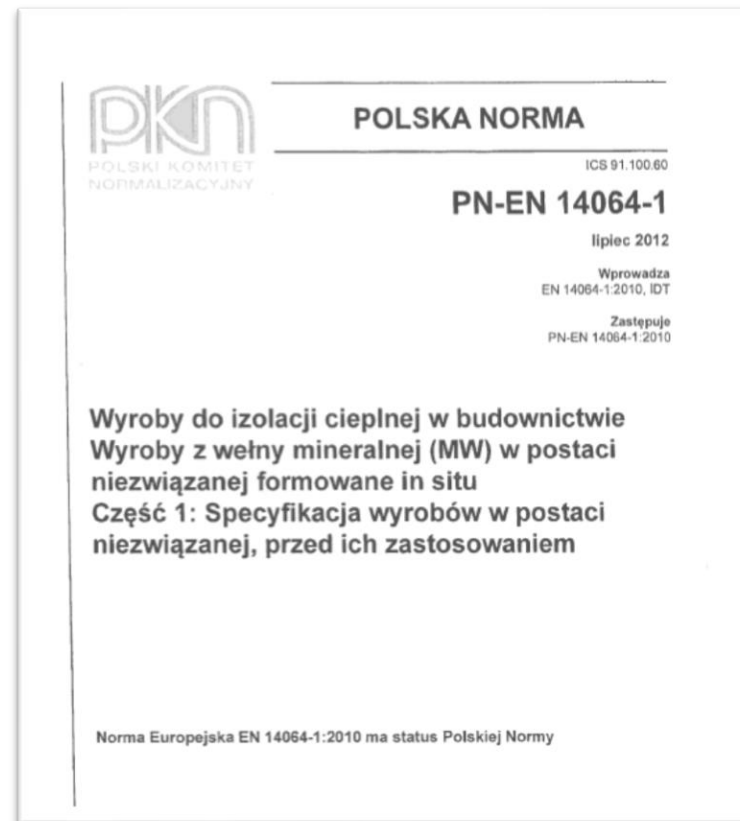 PKN
POLSKI KOMITET
NORMALIZACYJNY
POLSKA NORMA
ICS 91.100.60
PN-EN 14064-1
lipiec 2012
Wprowadza
EN 14064-1:2010, IDT
Zastępuje
PN-EN 14064-1:2010
Wyroby do izolacji cieplnej w budownictwie
Wyroby z wełny mineralnej (MW) w postaci
niezwiązanej formowane in situ
Część 1: Specyfikacja wyrobów w postaci
niezwiązanej, przed ich zastosowaniem
Norma Europejska EN 14064-1:2010 ma status Polskiej Normy